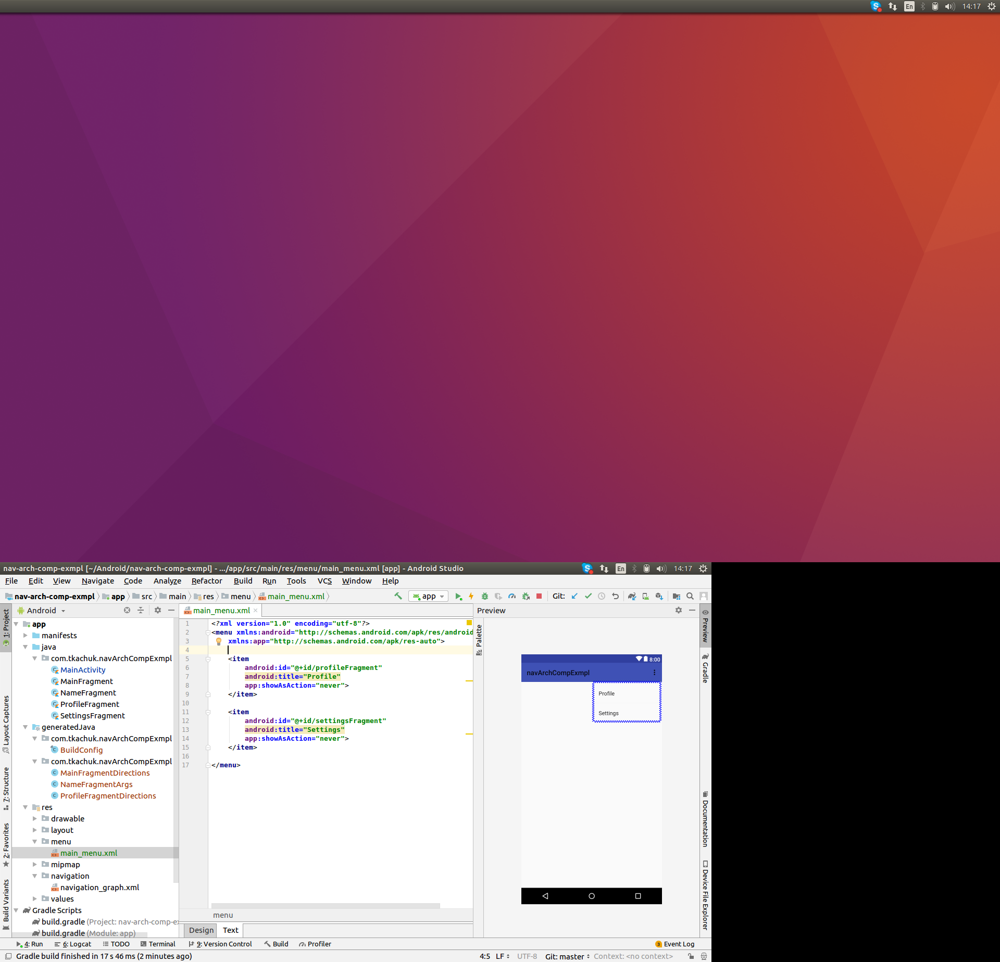 En 14:17
nav-arch-comp-exmpl [~/Android/nav-arch-comp-exmpl] - .../app/src/main/res/menu/main_menu.xml [app] - Android Studio
En 14:17
File Edit View Navigate Code Analyze Refactor Build Run Tools VCS Window Help
nav-arch-comp-exmpl app src main res menu main_menu.xml
app
Git:
1: Project
Layout Captures
7: Structure
2: Favorites
Build Variants
Android
app
manifests
java
com.tkachuk.navArchCompExmpl
MainActivity
MainFragment
NameFragment
ProfileFragment
SettingsFragment
generatedJava
com.tkachuk.navArchCompExmpl
BuildConfig
com.tkachuk.navArchCompExmpl
MainFragmentDirections
NameFragmentArgs
ProfileFragmentDirections
res
drawable
layout
menu
main_menu.xml
mipmap
navigation
navigation_graph.xml
values
Gradle Scripts
build.gradle (Project: nav-arch-comp-ex
build.gradle (Module: app)
main_menu.xml
1 <?xml version="1.0" encoding="utf-8"?>
2 <menu xmlns:android="http://schemas.android.com/apk/res/android
3 xmlns:app="http://schemas.android.com/apk/res-auto">
4
5 <item
6 android:id="@+id/profileFragment"
7 android:title="Profile"
8 app:showAsAction="never">
9 </item>
10
11 <item
12 android:id="@+id/settingsFragment"
13 android:title="Settings"
14 app:showAsAction="never">
15 </item>
16
17 </menu>
menu
Design Text
Preview
Palette
8:00
navArchCompExmpl
Profile
Settings
Preview
Gradle
Documentation
Device File Explorer
4: Run 6: Logcat TODO Terminal 9: Version Control Build Profiler
3 Event Log
Gradle build finished in 17 s 46 ms (2 minutes ago)
4:5 LF UTF-8 Git: master Context: <no context>